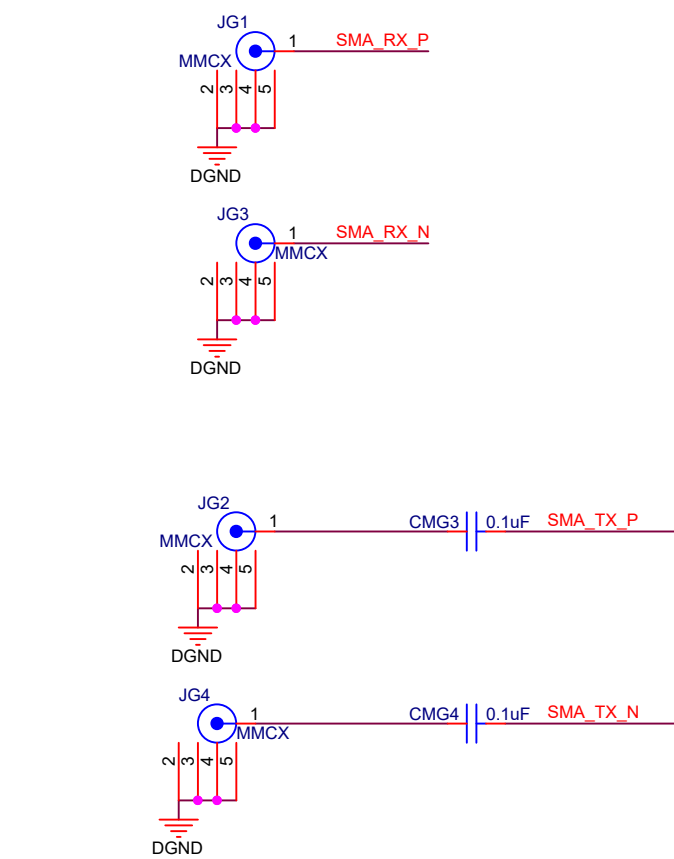 JG1
1 SMA_RX_P
MMCX
2 3 4 5
DGND
JG3
1 SMA_RX_N
MMCX
2 3 4 5
DGND
JG2
1 CMG3 0.1uF SMA_TX_P
MMCX
2 3 4 5
DGND
JG4
1 CMG4 0.1uF SMA_TX_N
MMCX
2 3 4 5
DGND